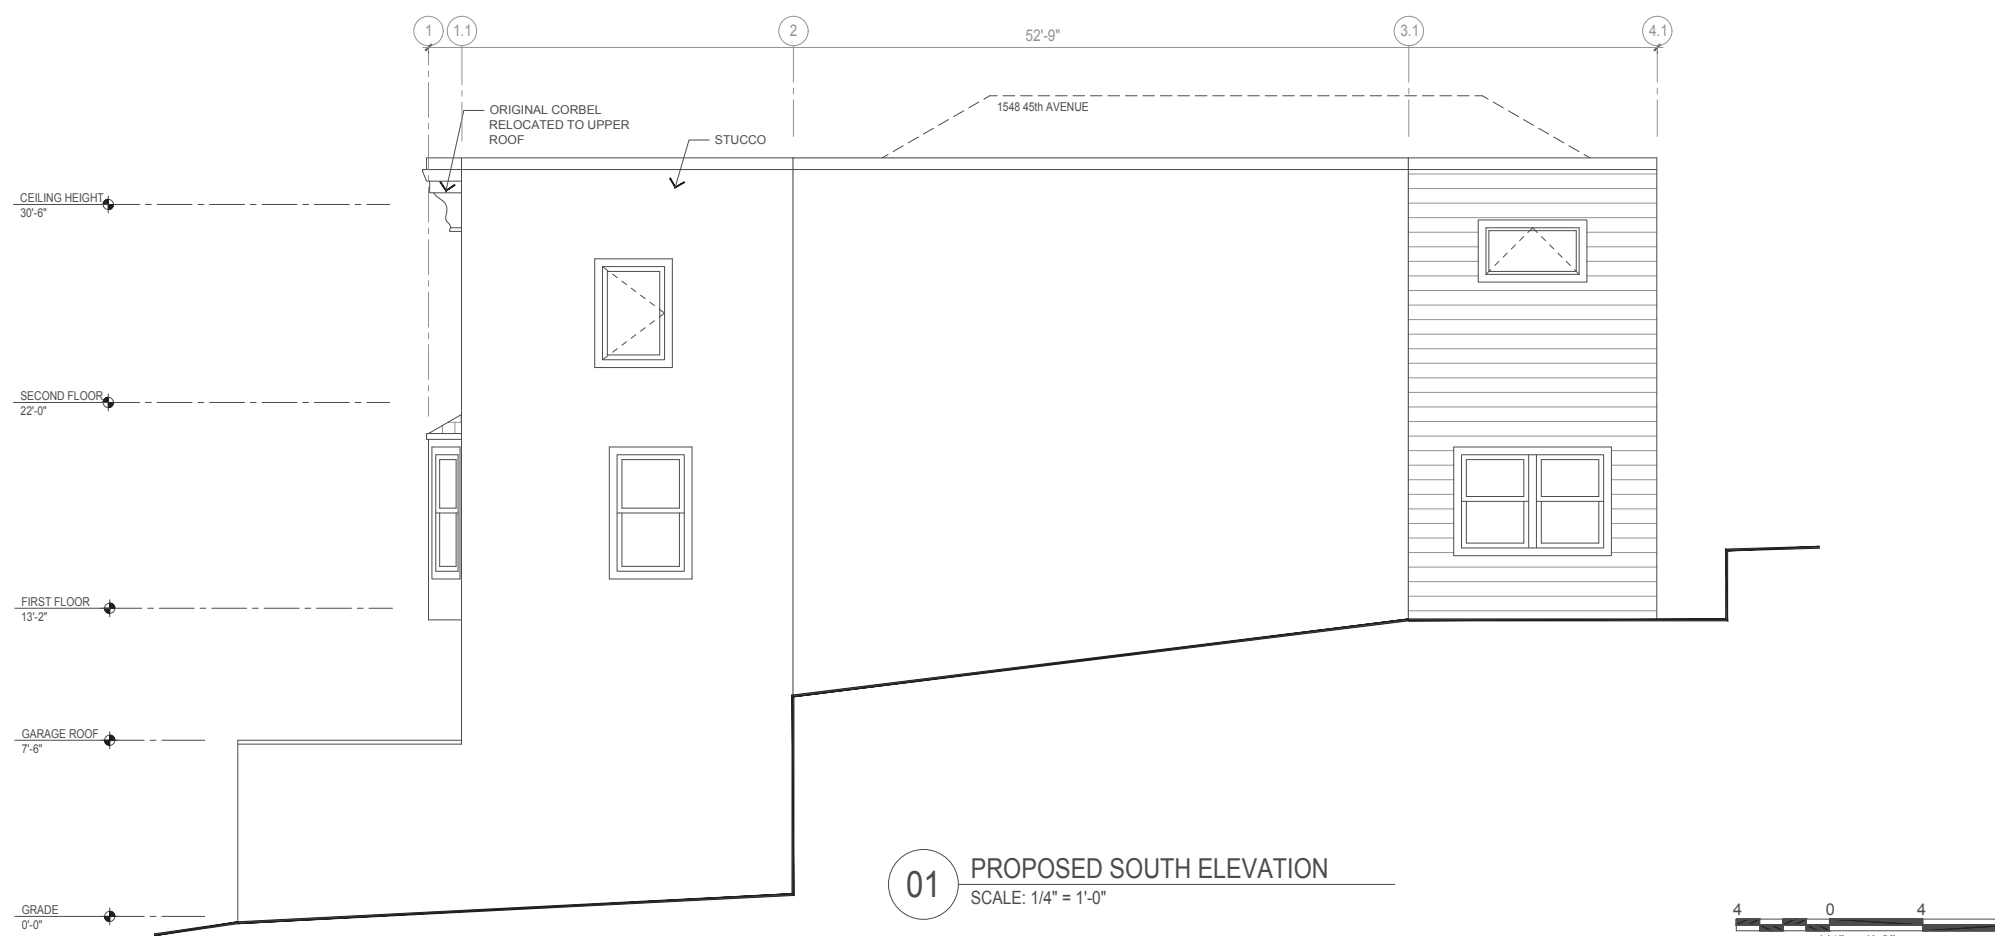 1
1.1
2
52'-9"
3.1
4.1
ORIGINAL CORBEL
RELOCATED TO UPPER
ROOF
STUCCO
1548 45th AVENUE
CEILING HEIGHT
30'-6"
SECOND FLOOR
22'-0"
FIRST FLOOR
13'-2"
GARAGE ROOF
7'-6"
GRADE
0'-0"
01
PROPOSED SOUTH ELEVATION
SCALE: 1/4" = 1'-0"
4 0 4